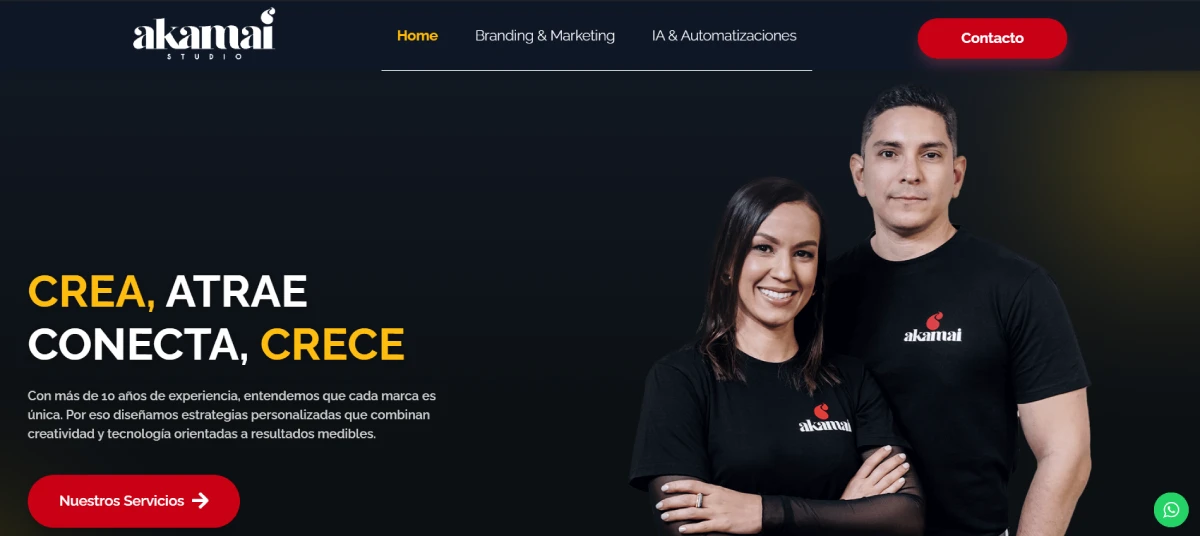 akamai
STUDIO
Home
Branding & Marketing
IA & Automatizaciones
Contacto
CREA, ATRAE
CONECTA, CRECE
Con más de 10 años de experiencia, entendemos que cada marca es
única. Por eso diseñamos estrategias personalizadas que combinan
creatividad y tecnología orientadas a resultados medibles.
Nuestros Servicios
akamai
akamai